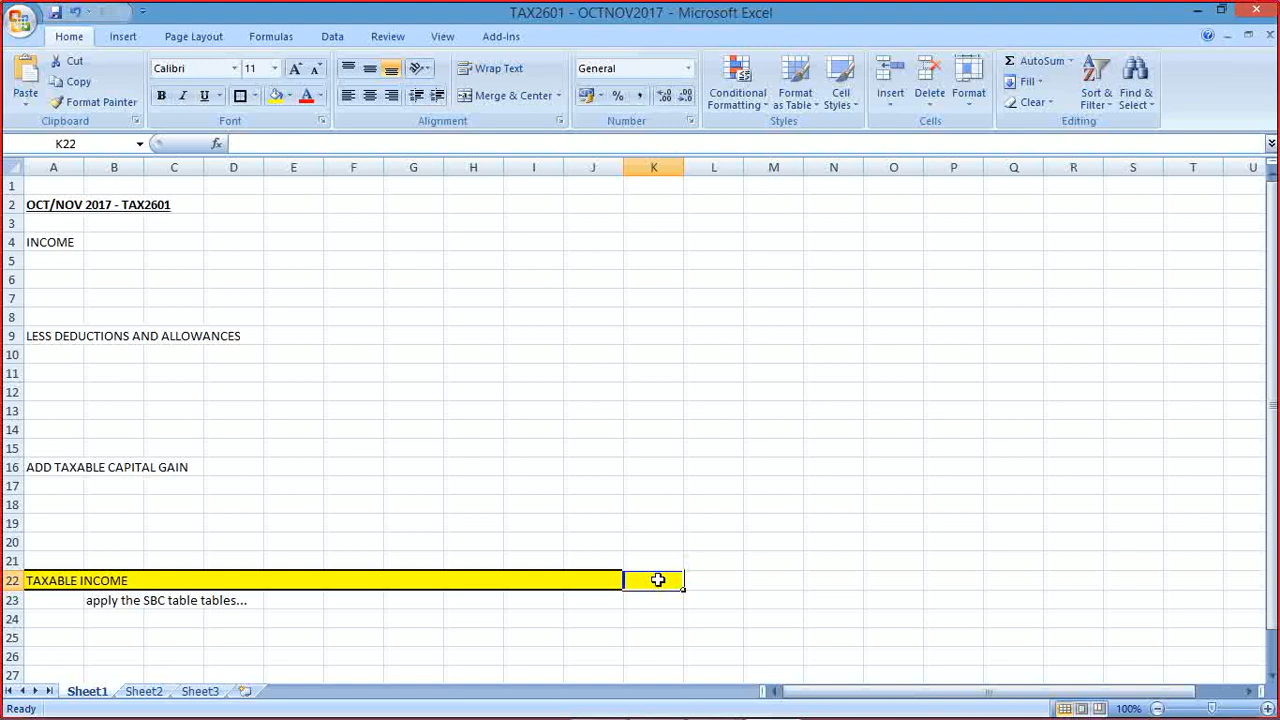 TAX2601 - OCTNOV2017 - Microsoft Excel
Home Insert Page Layout Formulas Data Review View Add-Ins
Paste Cut Copy Format Painter Clipboard
Calibri 11 A A B I U A Font
Wrap Text Merge & Center Alignment
General % , .0 .00 .00 .0 Number
Conditional Formatting Format as Table Cell Styles Styles
Insert Delete Format Cells
Σ AutoSum Fill Clear Sort & Filter Find & Select Editing
K22 fx
A B C D E F G H I J K L M N O P Q R S T U
1
2 OCT/NOV 2017 - TAX2601
3
4 INCOME
5
6
7
8
9 LESS DEDUCTIONS AND ALLOWANCES
10
11
12
13
14
15
16 ADD TAXABLE CAPITAL GAIN
17
18
19
20
21
22 TAXABLE INCOME
23 apply the SBC table tables...
24
25
26
27
Sheet1 Sheet2 Sheet3
Ready 100%